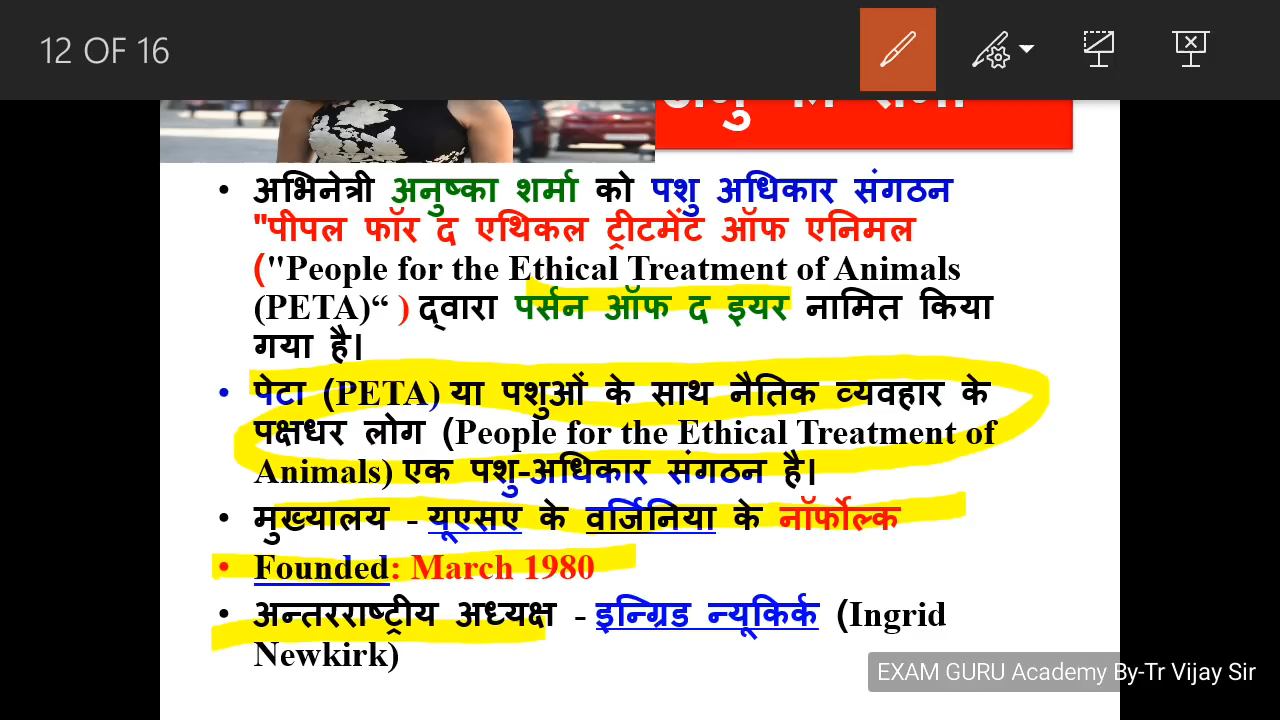 12 OF 16
• अभिनेत्री अनुष्का शर्मा को पशु अधिकार संगठन
"पीपल फॉर द एथिकल ट्रीटमेंट ऑफ एनिमल
("People for the Ethical Treatment of Animals
(PETA)“ ) द्वारा पर्सन ऑफ द इयर नामित किया
गया है।
• पेटा (PETA) या पशुओं के साथ नैतिक व्यवहार के
पक्षधर लोग (People for the Ethical Treatment of
Animals) एक पशु-अधिकार संगठन है।
• मुख्यालय - यूएसए के वर्जिनिया के नॉर्फोल्क
• Founded: March 1980
• अन्तरराष्ट्रीय अध्यक्ष - इन्ग्रिड न्यूकिर्क (Ingrid
Newkirk)
EXAM GURU Academy By-Tr Vijay Sir